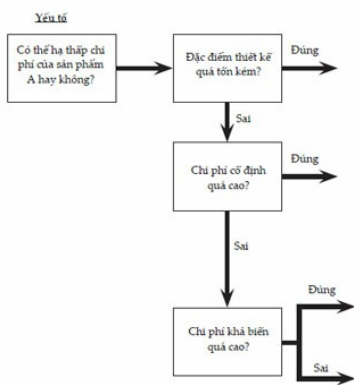 Yếu tố
Có thể hạ thấp chi
phí của sản phẩm
A hay không?
Đặc điểm thiết kế
quá tốn kém?
Đúng
Sai
Chi phí cố định
quá cao?
Đúng
Sai
Chi phí khả biến
quá cao?
Đúng
Sai